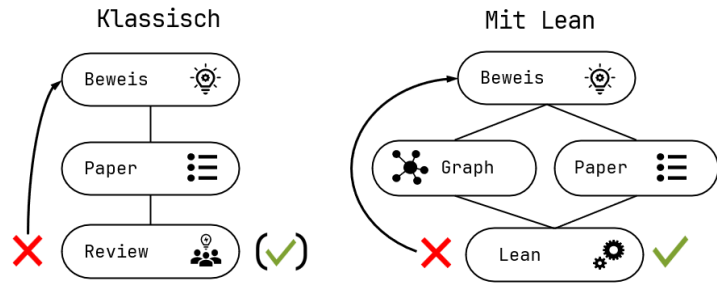 Klassisch
Beweis
Paper
Review
Mit Lean
Beweis
Graph
Paper
Lean